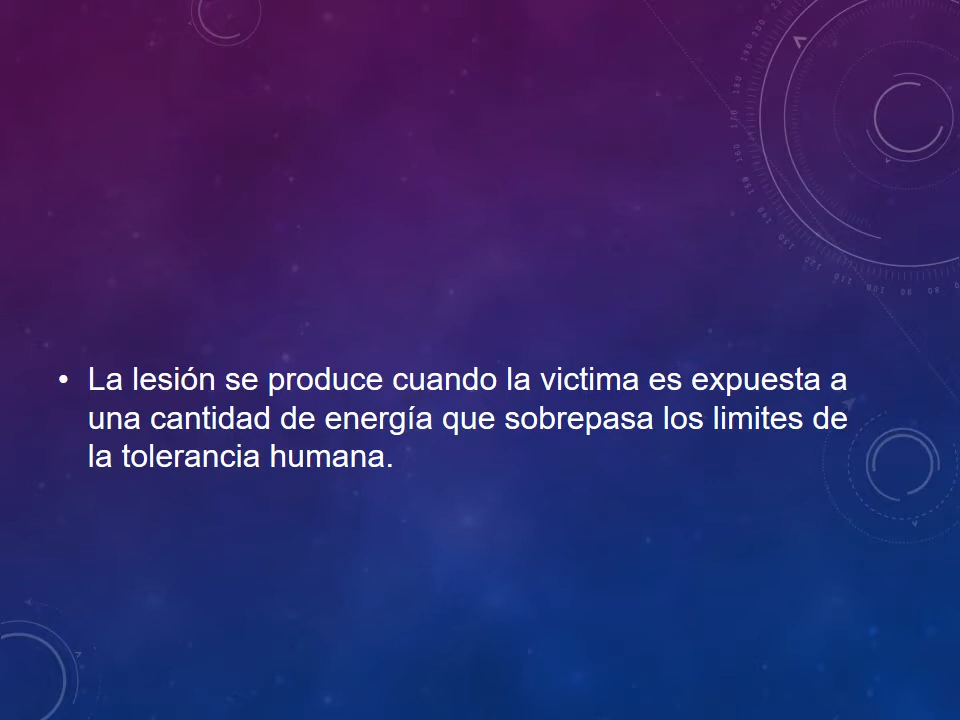 • La lesión se produce cuando la victima es expuesta a
una cantidad de energía que sobrepasa los limites de
la tolerancia humana.